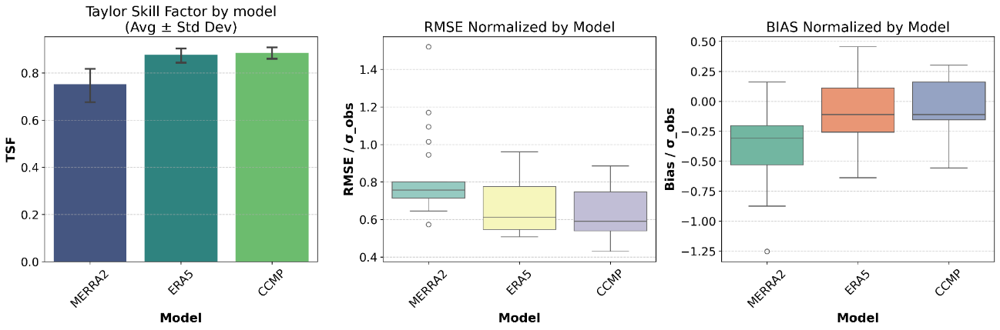 Taylor Skill Factor by model
(Avg ± Std Dev)
TSF
0.8
0.6
0.4
0.2
0.0
MERRA2
ERA5
CCMP
Model
RMSE Normalized by Model
RMSE / σ_obs
1.4
1.2
1.0
0.8
0.6
0.4
MERRA2
ERA5
CCMP
Model
BIAS Normalized by Model
Bias / σ_obs
0.50
0.25
0.00
−0.25
−0.50
−0.75
−1.00
−1.25
MERRA2
ERA5
CCMP
Model